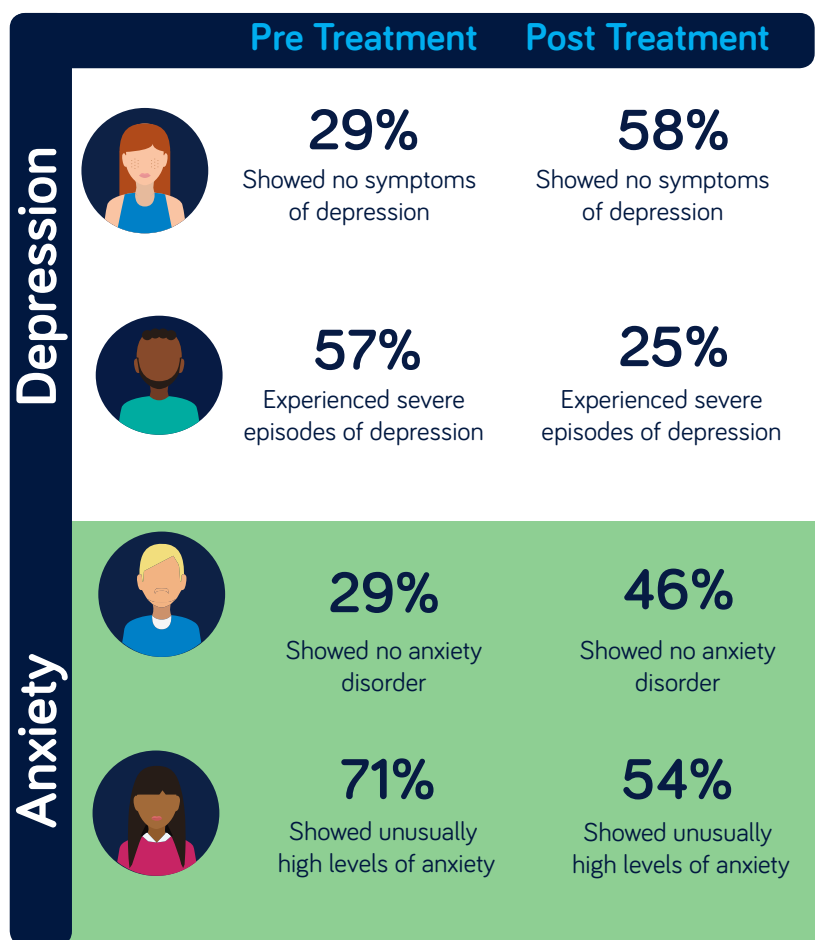 Pre Treatment Post Treatment
Depression
29% 58%
Showed no symptoms Showed no symptoms
of depression of depression
57% 25%
Experienced severe Experienced severe
episodes of depression episodes of depression
Anxiety
29% 46%
Showed no anxiety Showed no anxiety
disorder disorder
71% 54%
Showed unusually Showed unusually
high levels of anxiety high levels of anxiety